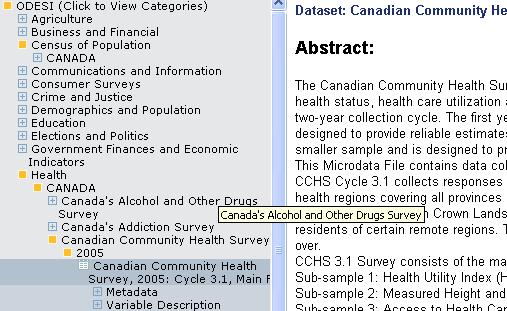 ODESI (Click to View Categories)
Agriculture
Business and Financial
Census of Population
CANADA
Communications and Information
Consumer Surveys
Crime and Justice
Demographics and Population
Education
Elections and Politics
Government Finances and Economic
Indicators
Health
CANADA
Canada's Alcohol and Other Drugs
Survey
Canada's Addiction Survey
Canadian Community Health Survey
2005
Canadian Community Health
Survey, 2005: Cycle 3.1, Main F
Metadata
Variable Description
Canada's Alcohol and Other Drugs Survey
Dataset: Canadian Community He
Abstract:
The Canadian Community Health Su
health status, health care utilization
two-year collection cycle. The first ye
designed to provide reliable estimate
smaller sample and is designed to pr
This Microdata File contains data col
CCHS Cycle 3.1 collects responses
health regions covering all provinces
n Crown Lands
residents of certain remote regions. T
over.
CCHS 3.1 Survey consists of the ma
Sub-sample 1: Health Utility Index (H
Sub-sample 2: Measured Height and
Sub-sample 3: Access to Health Car